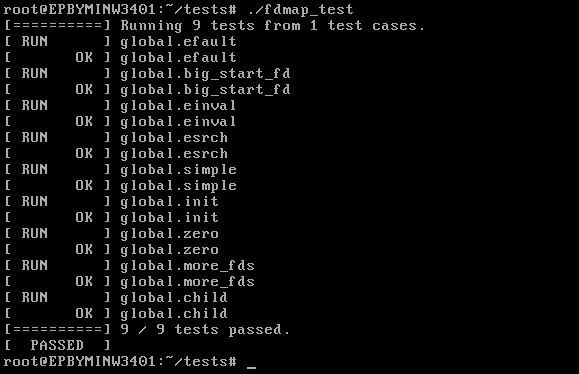 root@EPBYMINW3401:~/tests# ./fdmap_test
[==========] Running 9 tests from 1 test cases.
[ RUN      ] global.efault
[       OK ] global.efault
[ RUN      ] global.big_start_fd
[       OK ] global.big_start_fd
[ RUN      ] global.einval
[       OK ] global.einval
[ RUN      ] global.esrch
[       OK ] global.esrch
[ RUN      ] global.simple
[       OK ] global.simple
[ RUN      ] global.init
[       OK ] global.init
[ RUN      ] global.zero
[       OK ] global.zero
[ RUN      ] global.more_fds
[       OK ] global.more_fds
[ RUN      ] global.child
[       OK ] global.child
[==========] 9 / 9 tests passed.
[  PASSED  ]
root@EPBYMINW3401:~/tests# _